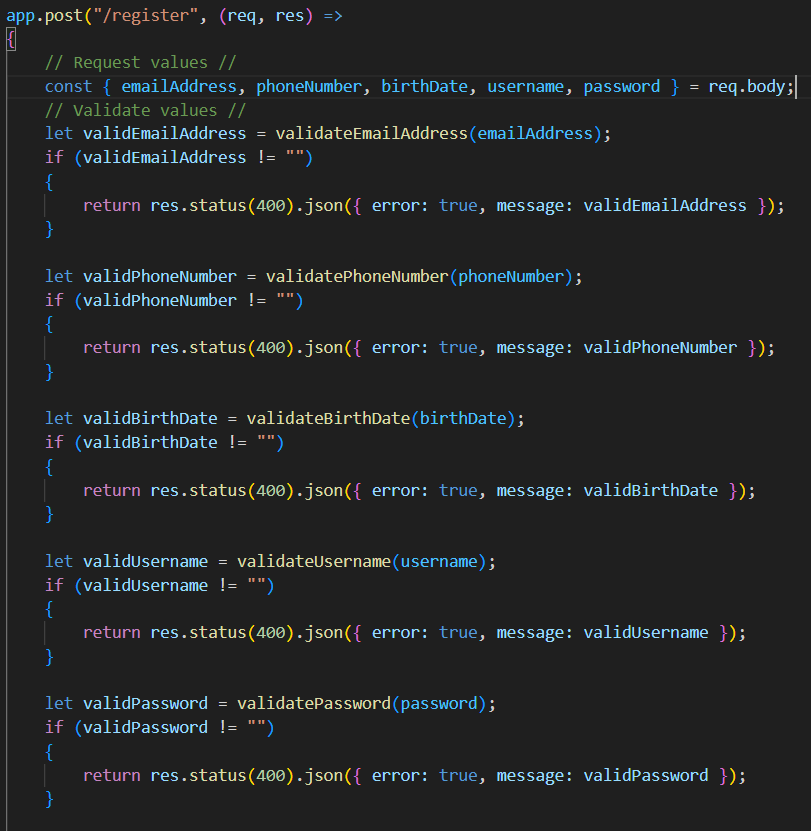 app.post("/register", (req, res) =>
{
    // Request values //
    const { emailAddress, phoneNumber, birthDate, username, password } = req.body;
    // Validate values //
    let validEmailAddress = validateEmailAddress(emailAddress);
    if (validEmailAddress != "")
    {
        return res.status(400).json({ error: true, message: validEmailAddress });
    }

    let validPhoneNumber = validatePhoneNumber(phoneNumber);
    if (validPhoneNumber != "")
    {
        return res.status(400).json({ error: true, message: validPhoneNumber });
    }

    let validBirthDate = validateBirthDate(birthDate);
    if (validBirthDate != "")
    {
        return res.status(400).json({ error: true, message: validBirthDate });
    }

    let validUsername = validateUsername(username);
    if (validUsername != "")
    {
        return res.status(400).json({ error: true, message: validUsername });
    }

    let validPassword = validatePassword(password);
    if (validPassword != "")
    {
        return res.status(400).json({ error: true, message: validPassword });
    }